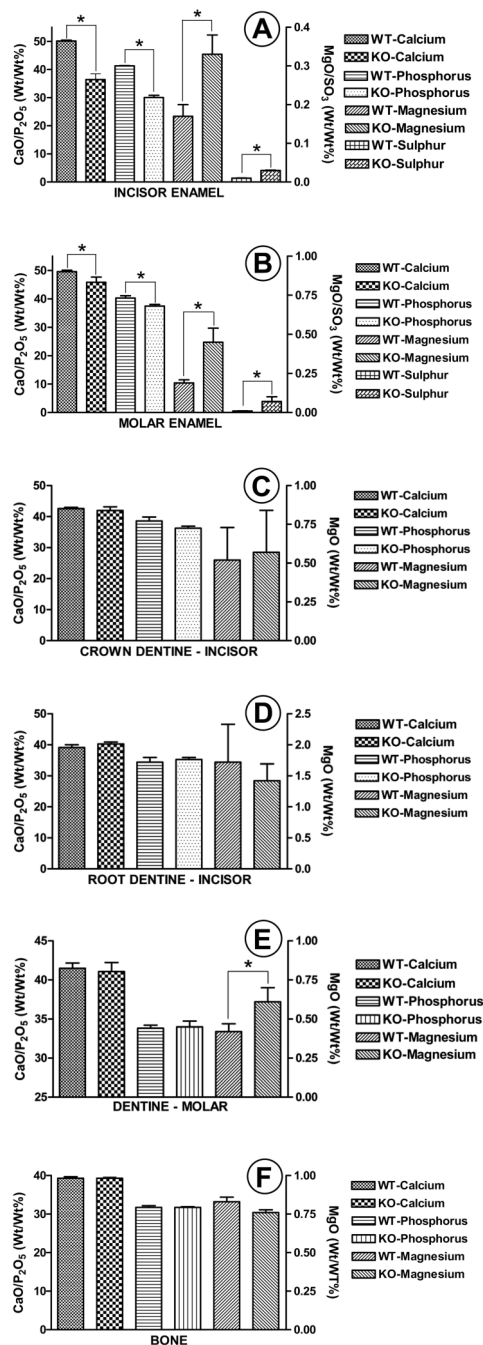 A
* * * *
CaO/P₂O₅ (Wt/Wt%)
50
40
30
20
10
0
MgO/SO₃ (Wt/Wt%)
0.4
0.3
0.2
0.1
0.0
INCISOR ENAMEL
WT-Calcium
KO-Calcium
WT-Phosphorus
KO-Phosphorus
WT-Magnesium
KO-Magnesium
WT-Sulphur
KO-Sulphur
B
* * * *
CaO/P₂O₅ (Wt/Wt%)
50
40
30
20
10
0
MgO/SO₃ (Wt/Wt%)
1.00
0.75
0.50
0.25
0.00
MOLAR ENAMEL
WT-Calcium
KO-Calcium
WT-Phosphorus
KO-Phosphorus
WT-Magnesium
KO-Magnesium
WT-Sulphur
KO-Sulphur
C
CaO/P₂O₅ (Wt/Wt%)
50
40
30
20
10
0
MgO (Wt/Wt%)
1.00
0.75
0.50
0.25
0.00
CROWN DENTINE - INCISOR
WT-Calcium
KO-Calcium
WT-Phosphorus
KO-Phosphorus
WT-Magnesium
KO-Magnesium
D
CaO/P₂O₅ (Wt/Wt%)
50
40
30
20
10
0
MgO (Wt/Wt%)
2.5
2.0
1.5
1.0
0.5
0.0
ROOT DENTINE - INCISOR
WT-Calcium
KO-Calcium
WT-Phosphorus
KO-Phosphorus
WT-Magnesium
KO-Magnesium
E
*
CaO/P₂O₅ (Wt/Wt%)
45
40
35
30
25
MgO (Wt/Wt%)
1.00
0.75
0.50
0.25
0.00
DENTINE - MOLAR
WT-Calcium
KO-Calcium
WT-Phosphorus
KO-Phosphorus
WT-Magnesium
KO-Magnesium
F
CaO/P₂O₅ (Wt/Wt%)
40
30
20
10
0
MgO (Wt/WT%)
1.00
0.75
0.50
0.25
0.00
BONE
WT-Calcium
KO-Calcium
WT-Phosphorus
KO-Phosphorus
WT-Magnesium
KO-Magnesium